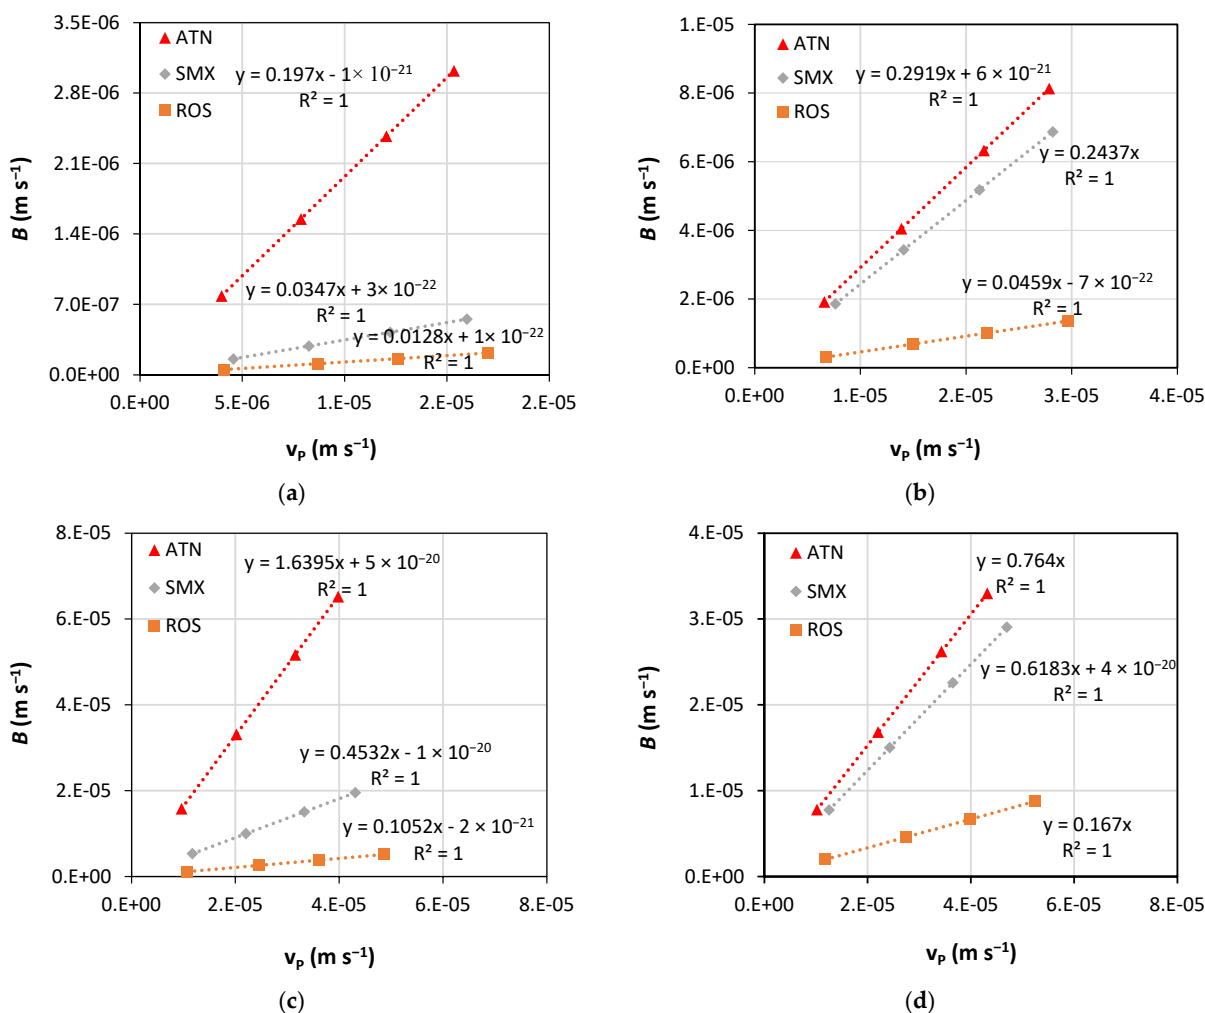 3.5E-06
2.8E-06
2.1E-06
1.4E-06
7.0E-07
0.0E+00
B (m s⁻¹)
ATN
SMX
ROS
y = 0.197x - 1× 10⁻²¹
R² = 1
y = 0.0347x + 3× 10⁻²²
R² = 1
y = 0.0128x + 1× 10⁻²²
R² = 1
0.E+00 5.E-06 1.E-05 2.E-05 2.E-05
vₚ (m s⁻¹)
(a)
1.E-05
8.E-06
6.E-06
4.E-06
2.E-06
0.E+00
B (m s⁻¹)
ATN
SMX
ROS
y = 0.2919x + 6 × 10⁻²¹
R² = 1
y = 0.2437x
R² = 1
y = 0.0459x - 7 × 10⁻²²
R² = 1
0.E+00 1.E-05 2.E-05 3.E-05 4.E-05
vₚ (m s⁻¹)
(b)
8.E-05
6.E-05
4.E-05
2.E-05
0.E+00
B (m s⁻¹)
ATN
SMX
ROS
y = 1.6395x + 5 × 10⁻²⁰
R² = 1
y = 0.4532x - 1 × 10⁻²⁰
R² = 1
y = 0.1052x - 2 × 10⁻²¹
R² = 1
0.E+00 2.E-05 4.E-05 6.E-05 8.E-05
vₚ (m s⁻¹)
(c)
4.E-05
3.E-05
2.E-05
1.E-05
0.E+00
B (m s⁻¹)
ATN
SMX
ROS
y = 0.764x
R² = 1
y = 0.6183x + 4 × 10⁻²⁰
R² = 1
y = 0.167x
R² = 1
0.E+00 2.E-05 4.E-05 6.E-05 8.E-05
vₚ (m s⁻¹)
(d)